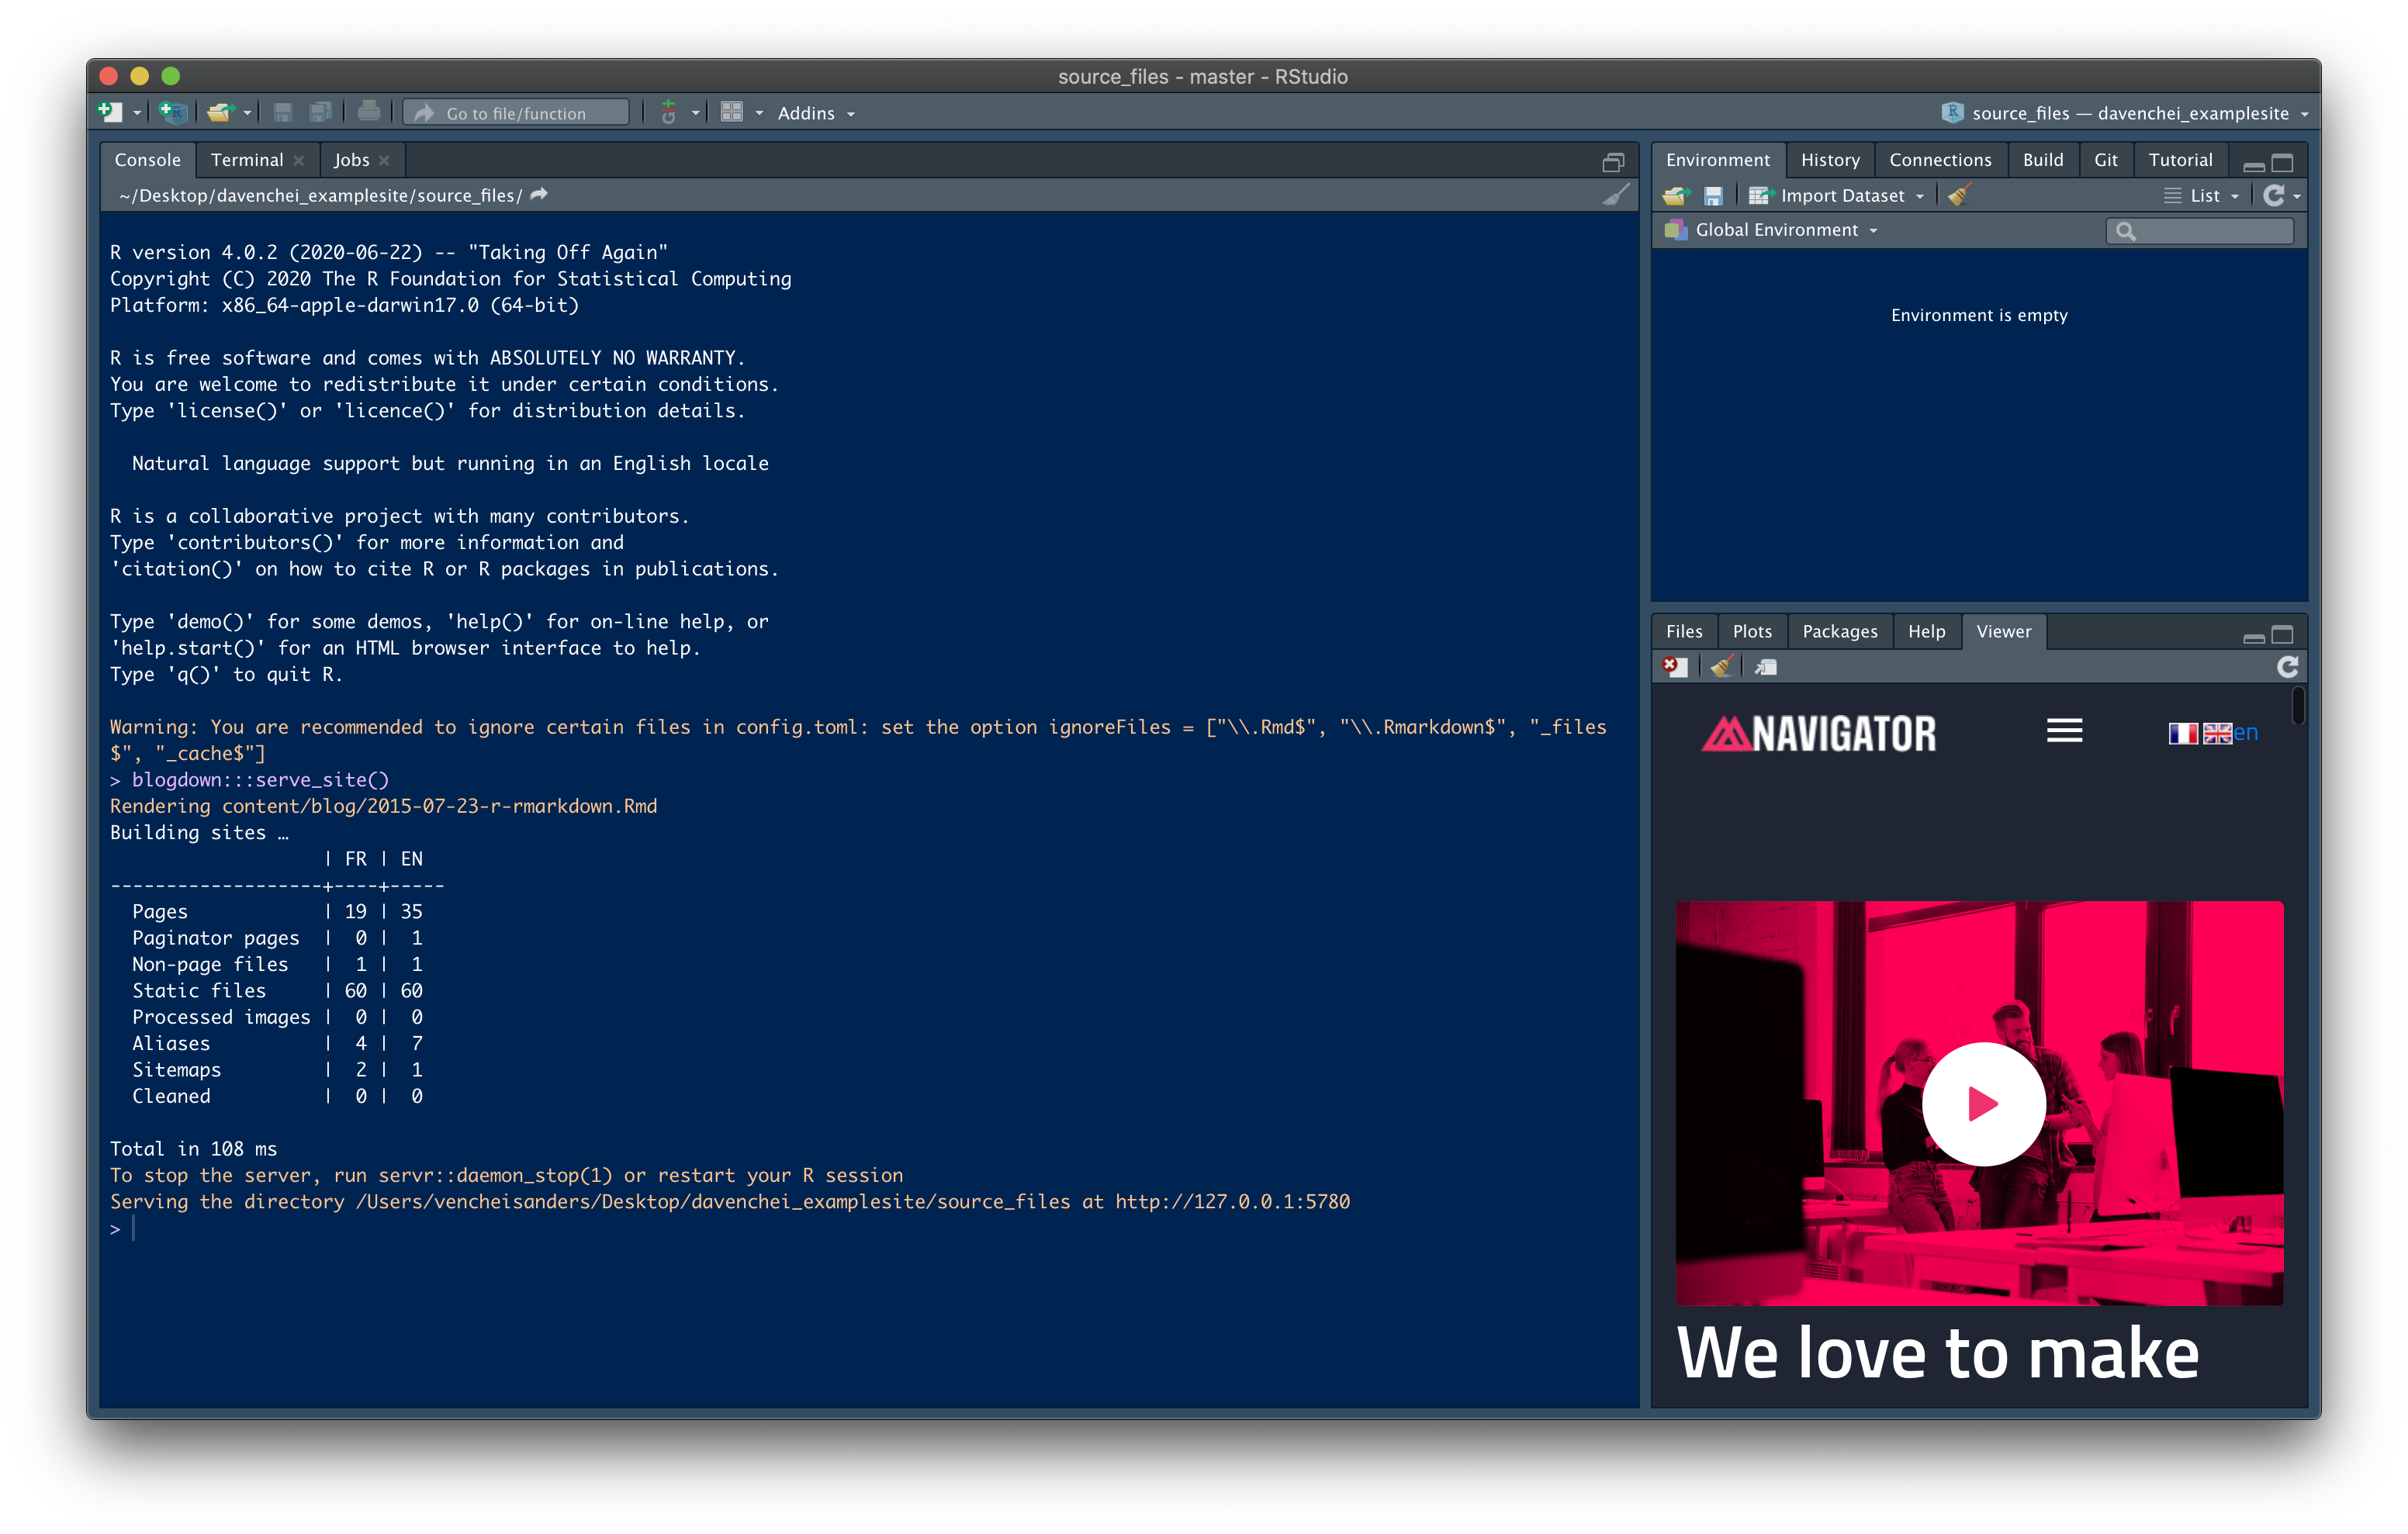 source_files - master - RStudio
Go to file/function
Addins
source_files — davenchei_examplesite
Console
Terminal
Jobs
~/Desktop/davenchei_examplesite/source_files/
R version 4.0.2 (2020-06-22) -- "Taking Off Again"
Copyright (C) 2020 The R Foundation for Statistical Computing
Platform: x86_64-apple-darwin17.0 (64-bit)
R is free software and comes with ABSOLUTELY NO WARRANTY.
You are welcome to redistribute it under certain conditions.
Type 'license()' or 'licence()' for distribution details.
Natural language support but running in an English locale
R is a collaborative project with many contributors.
Type 'contributors()' for more information and
'citation()' on how to cite R or R packages in publications.
Type 'demo()' for some demos, 'help()' for on-line help, or
'help.start()' for an HTML browser interface to help.
Type 'q()' to quit R.
Warning: You are recommended to ignore certain files in config.toml: set the option ignoreFiles = ["\\.Rmd$", "\\.Rmarkdown$", "_files
$", "_cache$"]
> blogdown:::serve_site()
Rendering content/blog/2015-07-23-r-rmarkdown.Rmd
Building sites …
                   | FR | EN
-------------------+----+-----
  Pages            | 19 | 35
  Paginator pages  |  0 |  1
  Non-page files   |  1 |  1
  Static files     | 60 | 60
  Processed images |  0 |  0
  Aliases          |  4 |  7
  Sitemaps         |  2 |  1
  Cleaned          |  0 |  0
Total in 108 ms
To stop the server, run servr::daemon_stop(1) or restart your R session
Serving the directory /Users/vencheisanders/Desktop/davenchei_examplesite/source_files at http://127.0.0.1:5780
>
Environment
History
Connections
Build
Git
Tutorial
Import Dataset
List
Global Environment
Environment is empty
Files
Plots
Packages
Help
Viewer
NAVIGATOR
en
We love to make